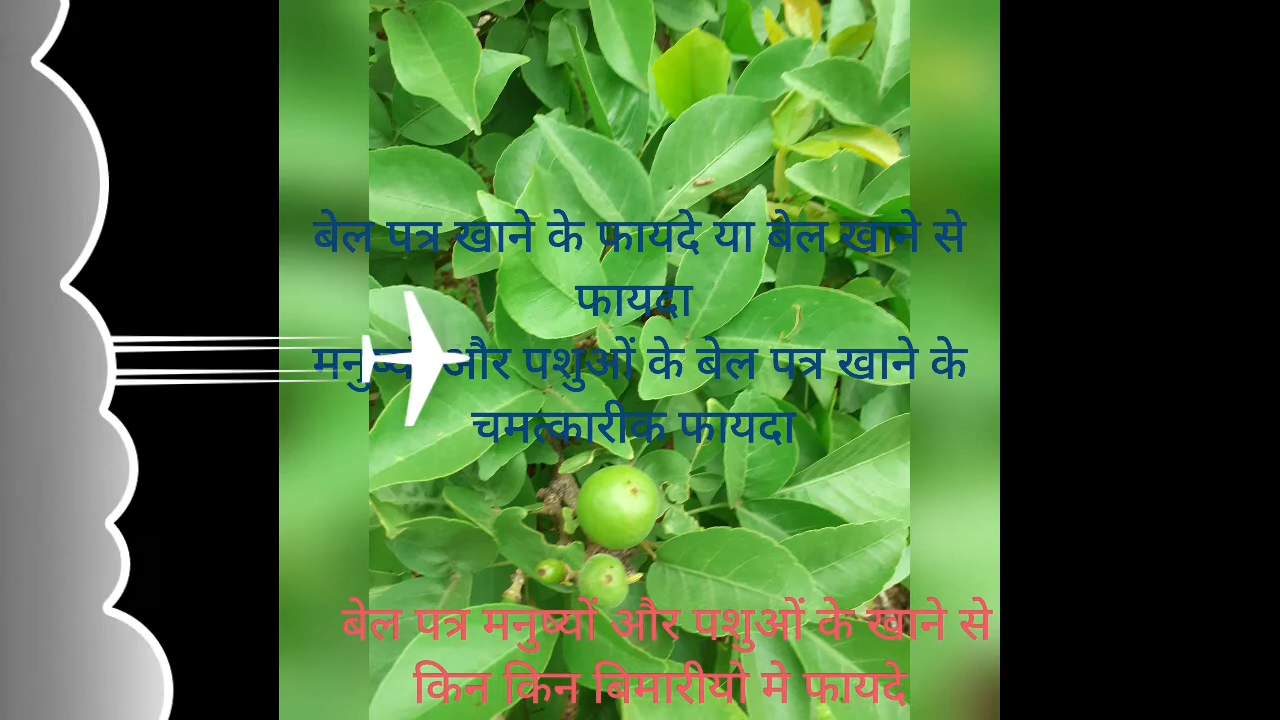 बेल पत्र खाने के फायदे या बेल खाने से
फायदा
मनुष्यो और पशुओं के बेल पत्र खाने के
चमत्कारीक फायदा
बेल पत्र मनुष्यों और पशुओं के खाने से
किन किन बिमारीयो मे फायदे